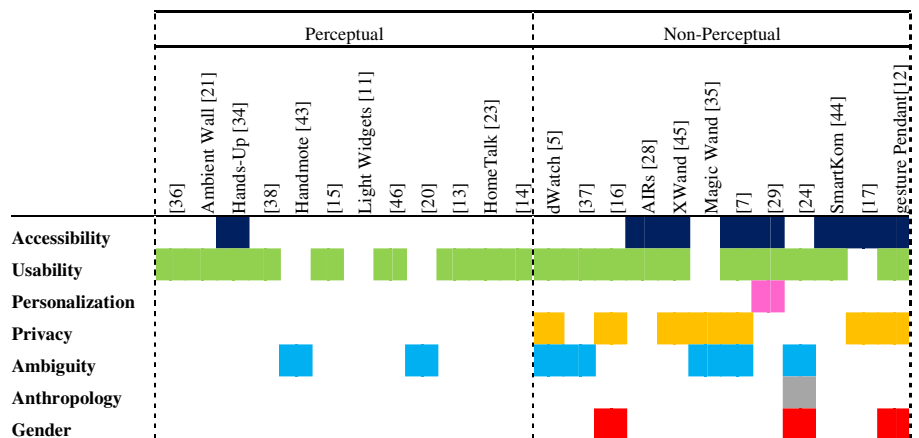 Perceptual Non-Perceptual
[36]
Ambient Wall [21]
Hands-Up [34]
[38]
Handmote [43]
[15]
Light Widgets [11]
[46]
[20]
[13]
HomeTalk [23]
[14]
dWatch [5]
[37]
[16]
AIRs [28]
XWand [45]
Magic Wand [35]
[7]
[29]
[24]
SmartKom [44]
[17]
gesture Pendant[12]
Accessibility
Usability
Personalization
Privacy
Ambiguity
Anthropology
Gender